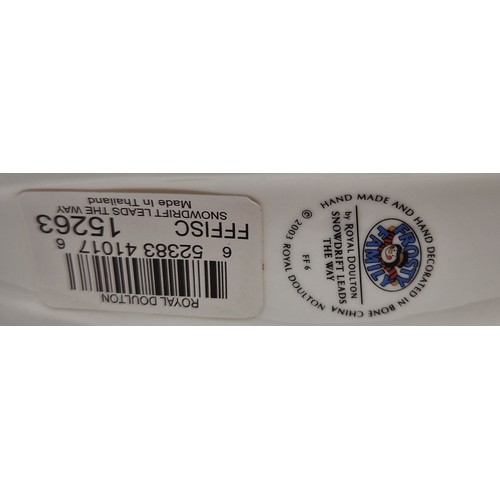 ROYAL DOULTON
6 52383 41017 6
FFFISC 15263
SNOWDRIFT LEADS THE WAY
Made In Thailand
HAND MADE AND HAND DECORATED IN BONE CHINA
FROSTY FAMILY
by ROYAL DOULTON
SNOWDRIFT LEADS
THE WAY
FF 6
© 2003 ROYAL DOULTON